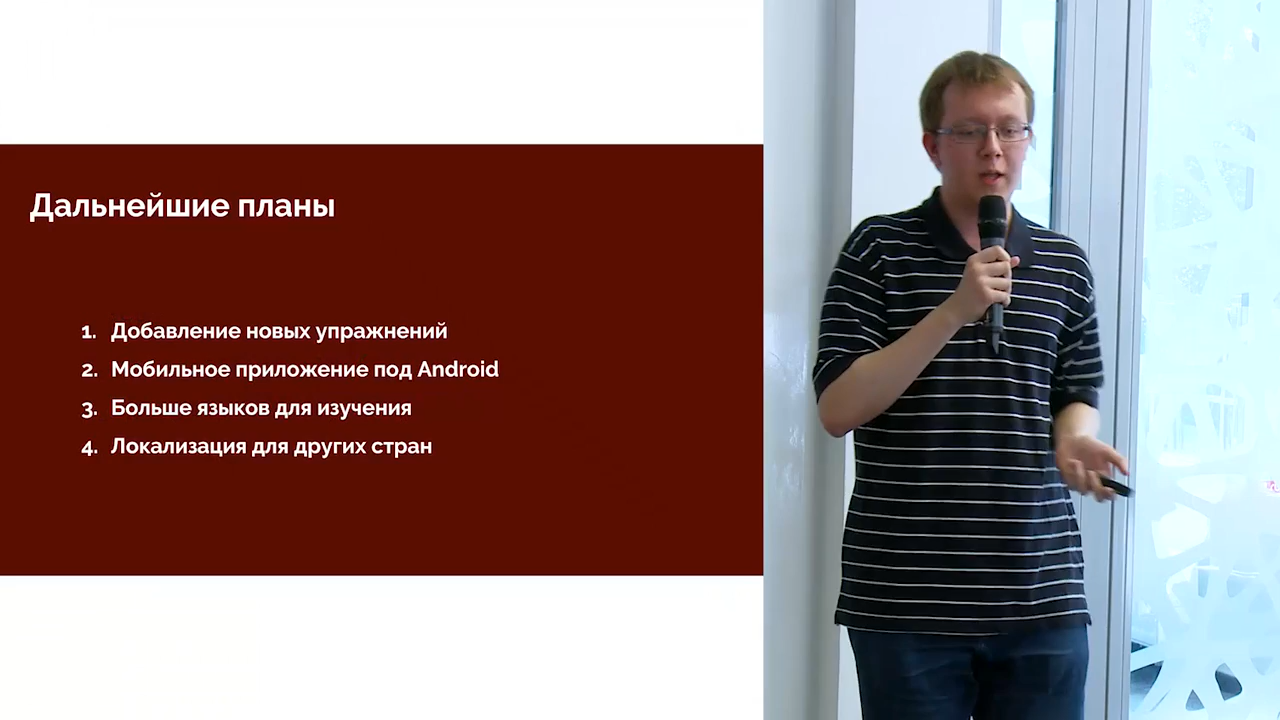 Дальнейшие планы
1. Добавление новых упражнений
2. Мобильное приложение под Android
3. Больше языков для изучения
4. Локализация для других стран